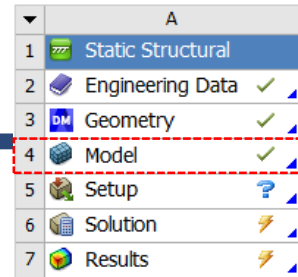 A
1 Static Structural
2 Engineering Data
3 DM Geometry
4 Model
5 Setup ?
6 Solution
7 Results